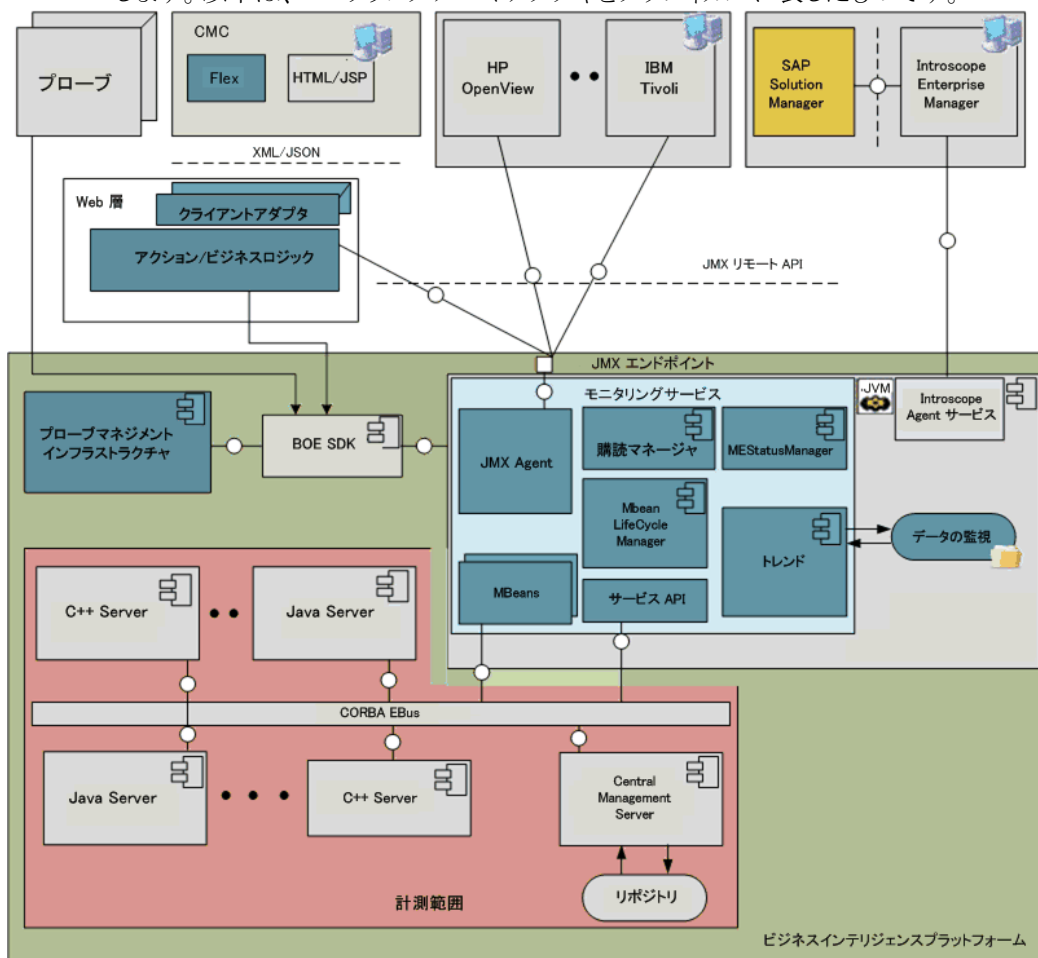 プローブ
CMC
Flex
HTML/JSP
HP
OpenView
IBM
Tivoli
SAP
Solution
Manager
Introscope
Enterprise
Manager
XML/JSON
Web 層
クライアントアダプタ
アクション/ビジネスロジック
JMX リモート API
JMX エンドポイント
プローブマネジメント
インフラストラクチャ
BOE SDK
モニタリングサービス
JVM
Introscope
Agent サービス
JMX Agent
購読マネージャ
MEStatusManager
Mbean
LifeCycle
Manager
トレンド
データの監視
MBeans
サービス API
C++ Server
Java Server
CORBA EBus
Java Server
C++ Server
Central
Management
Server
リポジトリ
計測範囲
ビジネスインテリジェンスプラットフォーム